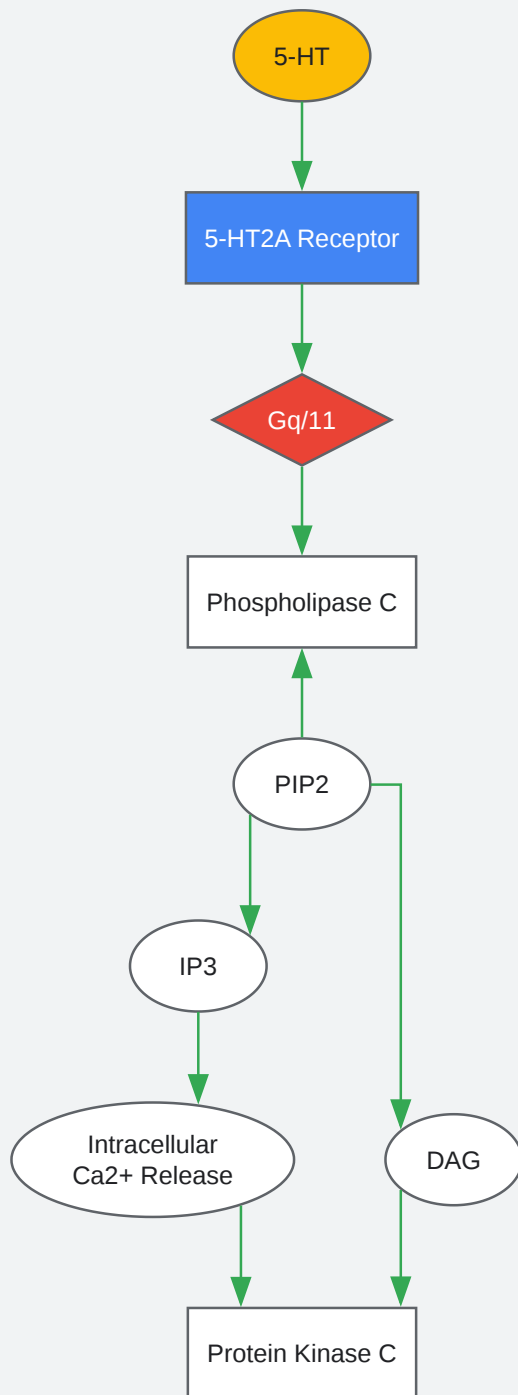 5-HT
5-HT2A Receptor
Gq/11
Phospholipase C
PIP2
IP3
Intracellular
Ca2+ Release
DAG
Protein Kinase C